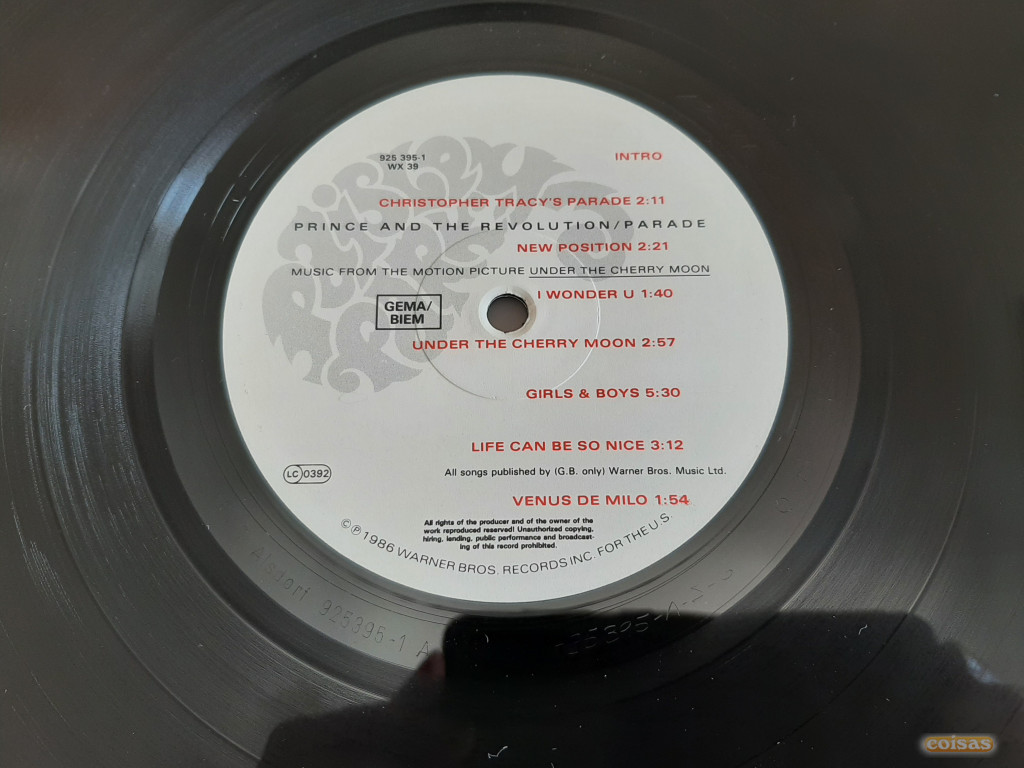 925 395-1
WX 39
INTRO
CHRISTOPHER TRACY'S PARADE 2:11
PRINCE AND THE REVOLUTION/PARADE
NEW POSITION 2:21
MUSIC FROM THE MOTION PICTURE UNDER THE CHERRY MOON
I WONDER U 1:40
GEMA/
BIEM
UNDER THE CHERRY MOON 2:57
GIRLS & BOYS 5:30
LIFE CAN BE SO NICE 3:12
All songs published by (G.B. only) Warner Bros. Music Ltd.
LC 0392
VENUS DE MILO 1:54
All rights of the producer and of the owner of the
work reproduced reserved! Unauthorized copying,
hiring, lending, public performance and broadcast-
ing of this record prohibited.
©℗1986 WARNER BROS. RECORDS INC. FOR THE U.S.
Alsdorf 925395-1 A
coisas